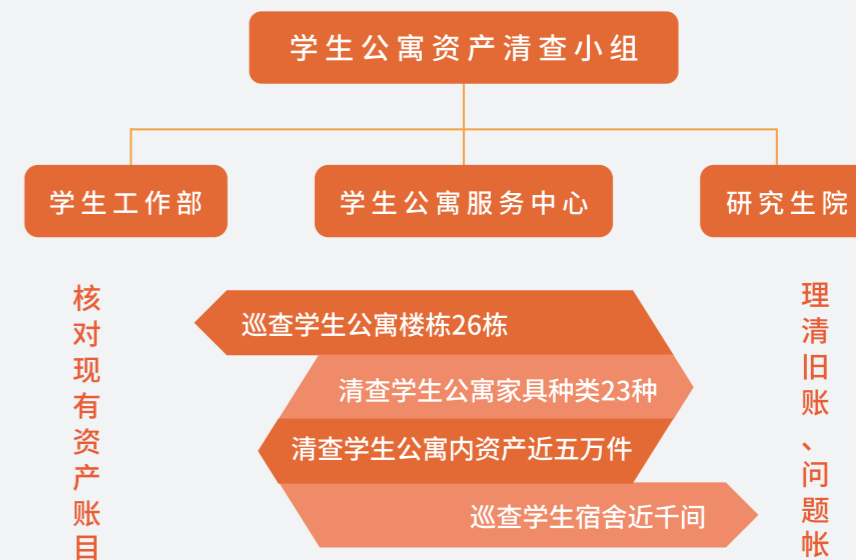 学生公寓资产清查小组
学生工作部
学生公寓服务中心
研究生院
核对现有资产账目
巡查学生公寓楼栋26栋
清查学生公寓家具种类23种
清查学生公寓内资产近五万件
巡查学生宿舍近千间
理清旧账、问题帐